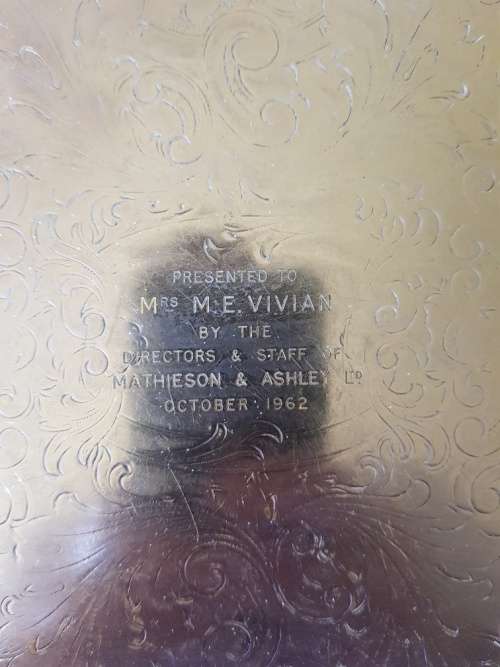 PRESENTED TO
MRS M.E. VIVIAN
BY THE
DIRECTORS & STAFF OF
MATHIESON & ASHLEY LD
OCTOBER 1962